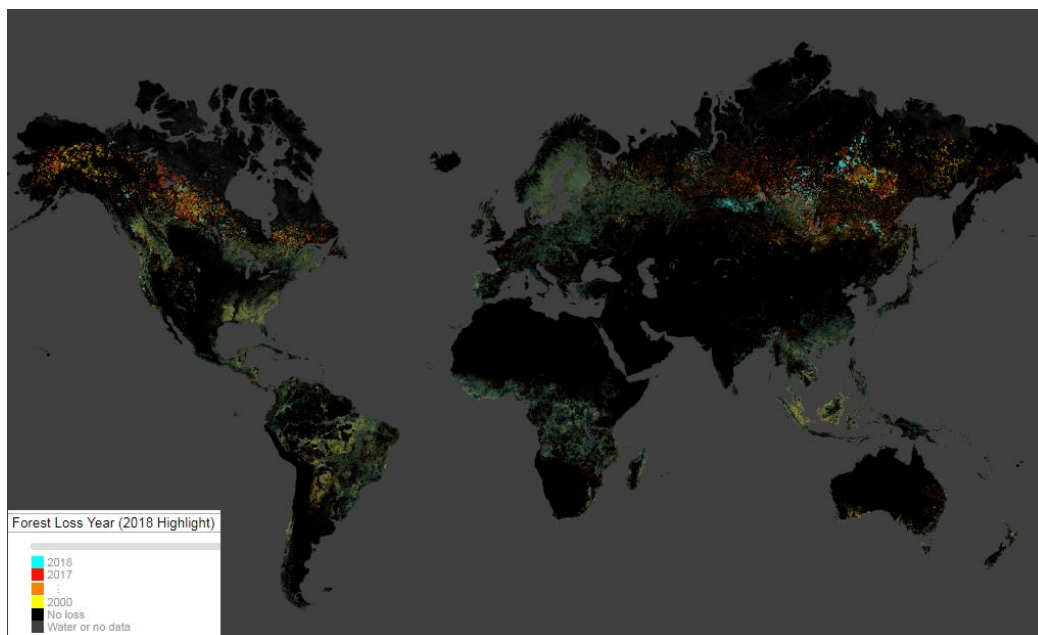 Forest Loss Year (2018 Highlight)
2018
2017
⋮
2000
No loss
Water or no data